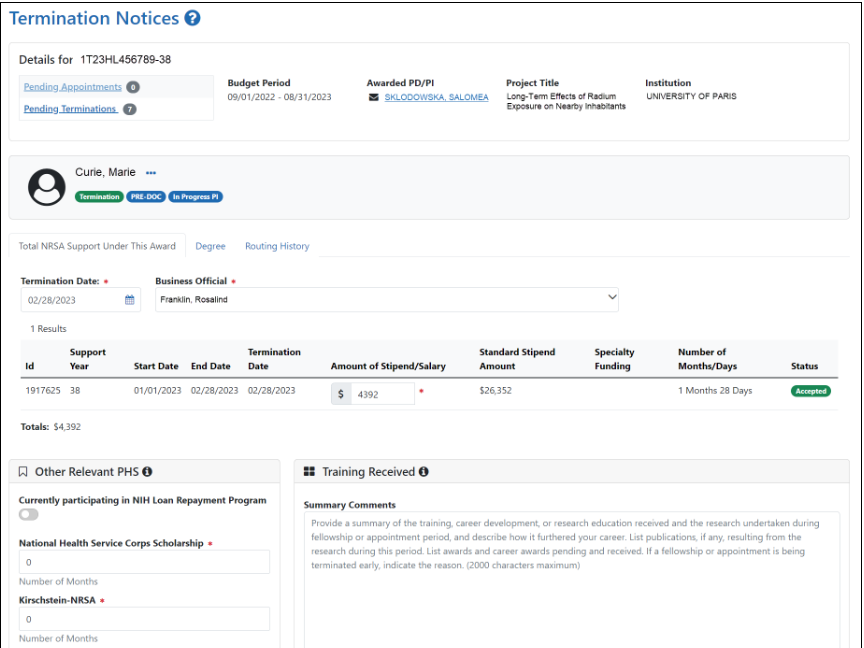 Termination Notices ?
Details for 1T23HL456789-38
Pending Appointments 0
Pending Terminations 7
Budget Period
09/01/2022 - 08/31/2023
Awarded PD/PI
SKLODOWSKA, SALOMEA
Project Title
Long-Term Effects of Radium
Exposure on Nearby Inhabitants
Institution
UNIVERSITY OF PARIS
Curie, Marie ...
Termination PRE-DOC In Progress PI
Total NRSA Support Under This Award Degree Routing History
Termination Date: * Business Official *
02/28/2023 Franklin, Rosalind
1 Results
Id Support Year Start Date End Date Termination Date Amount of Stipend/Salary Standard Stipend Amount Specialty Funding Number of Months/Days Status
1917625 38 01/01/2023 02/28/2023 02/28/2023 $ 4392 * $26,352 1 Months 28 Days Accepted
Totals: $4,392
Other Relevant PHS
Currently participating in NIH Loan Repayment Program
National Health Service Corps Scholarship *
0
Number of Months
Kirschstein-NRSA *
0
Number of Months
Training Received
Summary Comments
Provide a summary of the training, career development, or research education received and the research undertaken during
fellowship or appointment period, and describe how it furthered your career. List publications, if any, resulting from the
research during this period. List awards and career awards pending and received. If a fellowship or appointment is being
terminated early, indicate the reason. (2000 characters maximum)